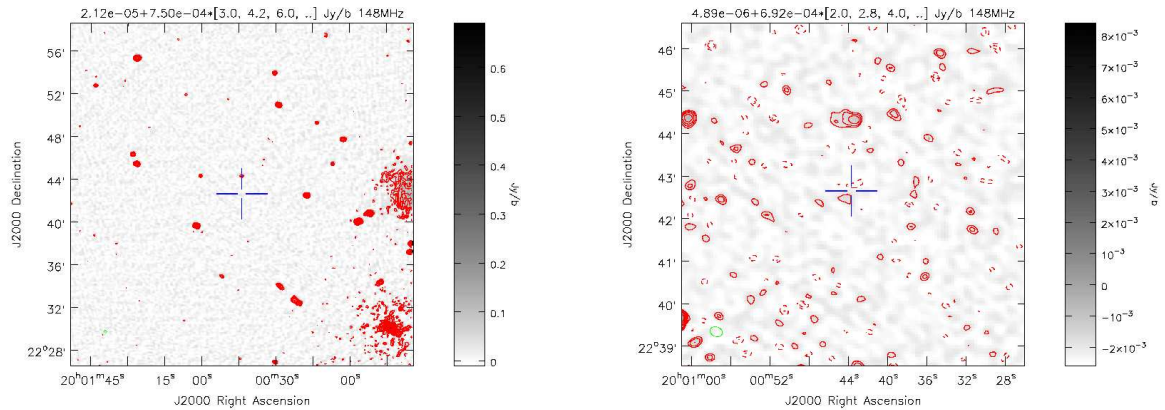 2.12e-05+7.50e-04*[3.0, 4.2, 6.0, ..] Jy/b 148MHz
56'
52'
48'
44'
40'
36'
32'
22°28'
J2000 Declination
20ʰ01ᵐ45ˢ
00ˢ
00ᵐ30ˢ
00ˢ
J2000 Right Ascension
0.6
0.5
0.4
0.3
0.2
0.1
0
Jy/b
4.89e-06+6.92e-04*[2.0, 2.8, 4.0, ..] Jy/b 148MHz
46'
45'
44'
43'
42'
41'
40'
22°39'
J2000 Declination
20ʰ01ᵐ00ˢ
00ᵐ52ˢ
44ˢ
40ˢ
36ˢ
32ˢ
28ˢ
J2000 Right Ascension
8×10⁻³
7×10⁻³
6×10⁻³
5×10⁻³
4×10⁻³
3×10⁻³
2×10⁻³
10⁻³
0
−10⁻³
−2×10⁻³
Jy/b